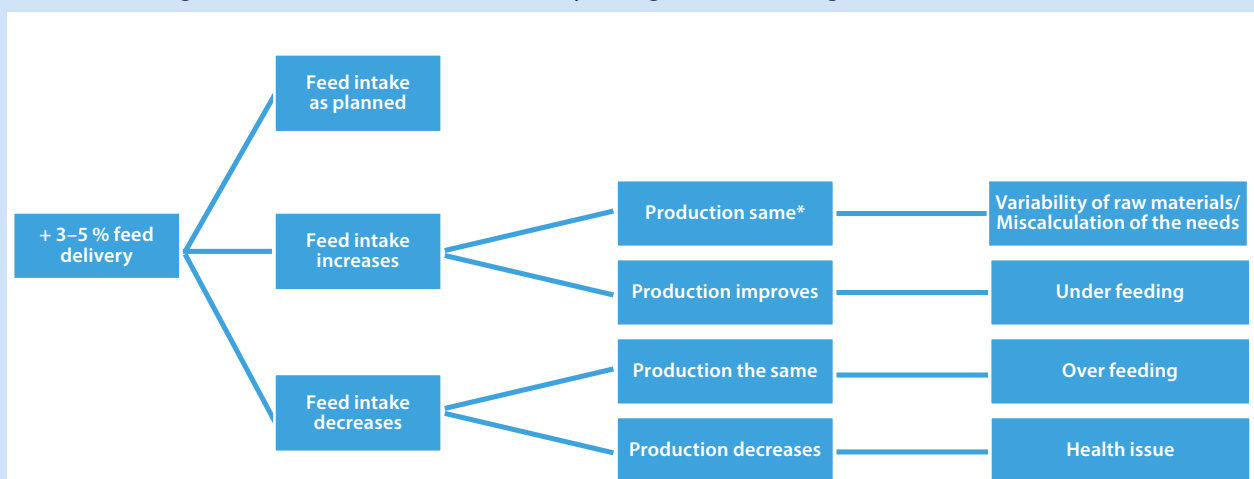 Feed intake
as planned
+ 3–5 % feed
delivery
Feed intake
increases
Production same*
Variability of raw materials/
Miscalculation of the needs
Production improves
Under feeding
Feed intake
decreases
Production the same
Over feeding
Production decreases
Health issue